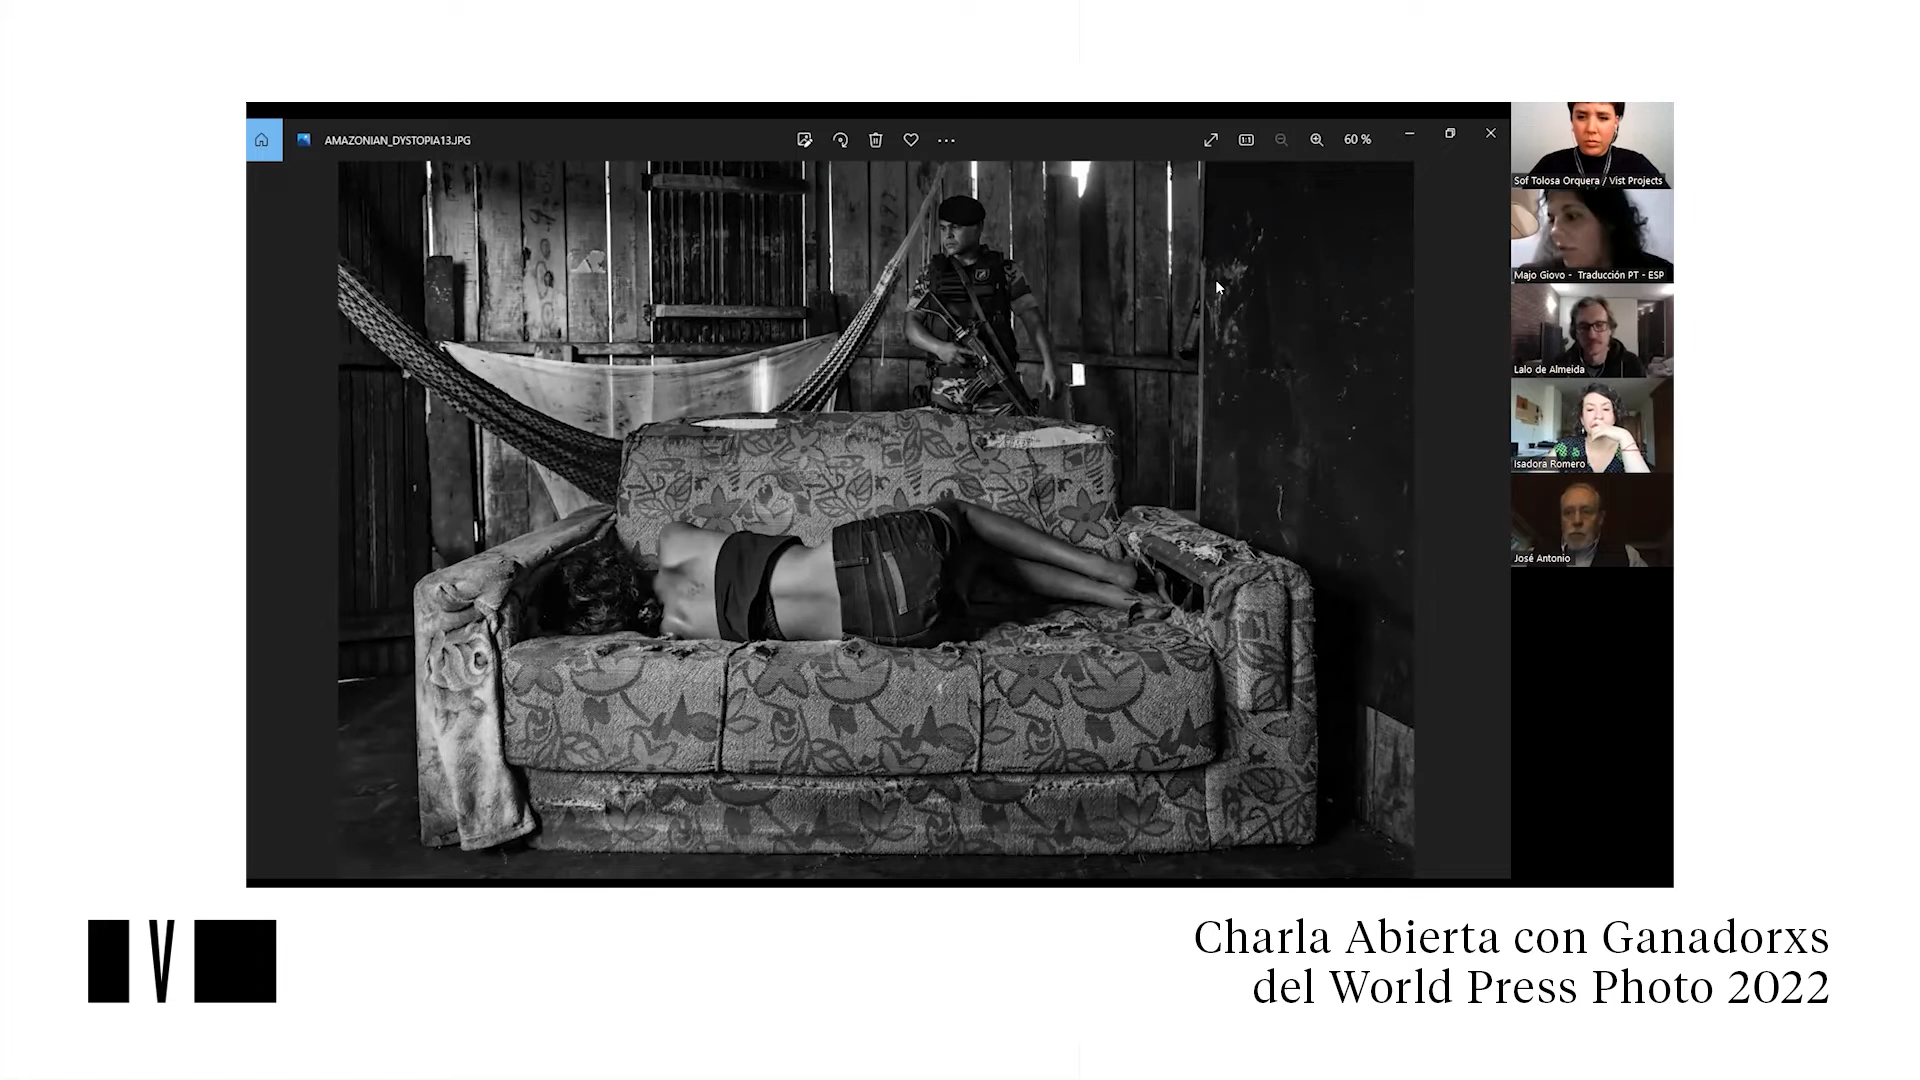 AMAZONIAN_DYSTOPIA13.JPG
60 %
Sof Tolosa Orquera / Vist Projects
Majo Giovo - Traducción PT - ESP
Lalo de Almeida
Isadora Romero
José Antonio
V
Charla Abierta con Ganadorxs
del World Press Photo 2022